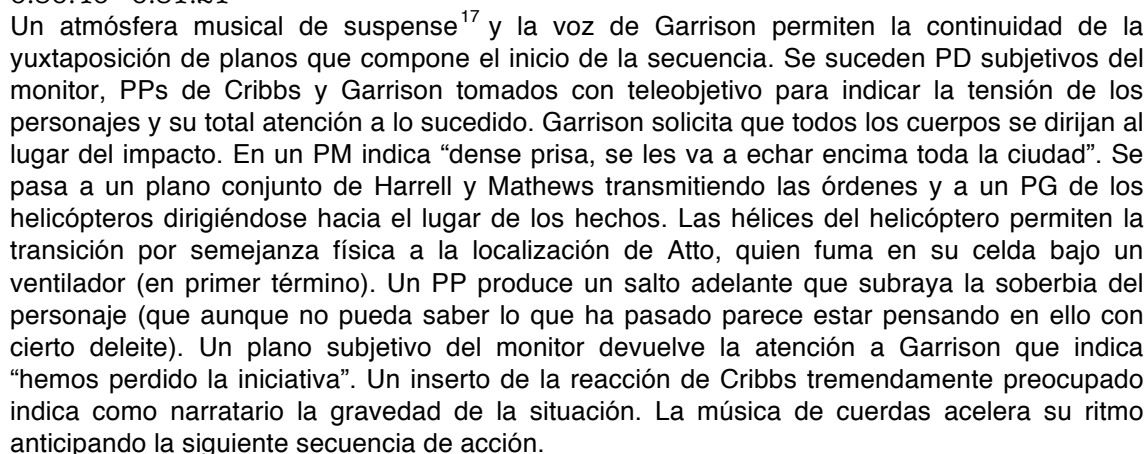 Un atmósfera musical de suspense17 y la voz de Garrison permiten la continuidad de la
yuxtaposición de planos que compone el inicio de la secuencia. Se suceden PD subjetivos del
monitor, PPs de Cribbs y Garrison tomados con teleobjetivo para indicar la tensión de los
personajes y su total atención a lo sucedido. Garrison solicita que todos los cuerpos se dirijan al
lugar del impacto. En un PM indica “dense prisa, se les va a echar encima toda la ciudad”. Se
pasa a un plano conjunto de Harrell y Mathews transmitiendo las órdenes y a un PG de los
helicópteros dirigiéndose hacia el lugar de los hechos. Las hélices del helicóptero permiten la
transición por semejanza física a la localización de Atto, quien fuma en su celda bajo un
ventilador (en primer término). Un PP produce un salto adelante que subraya la soberbia del
personaje (que aunque no pueda saber lo que ha pasado parece estar pensando en ello con
cierto deleite). Un plano subjetivo del monitor devuelve la atención a Garrison que indica
“hemos perdido la iniciativa”. Un inserto de la reacción de Cribbs tremendamente preocupado
indica como narratario la gravedad de la situación. La música de cuerdas acelera su ritmo
anticipando la siguiente secuencia de acción.